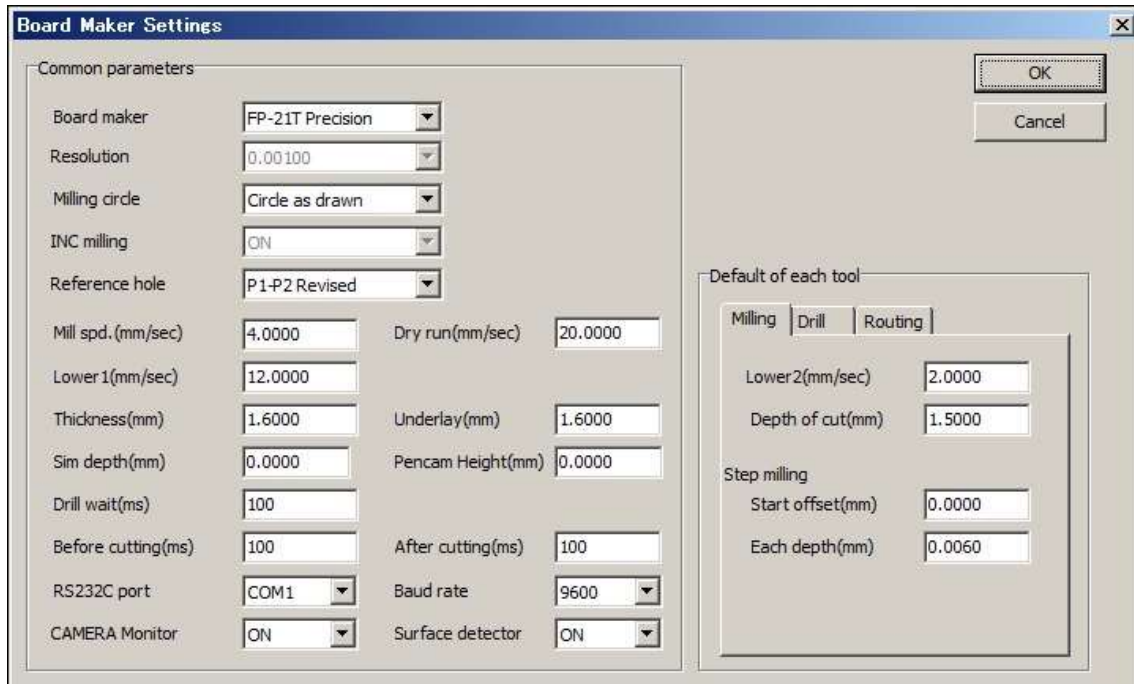 Board Maker Settings
Common parameters
OK
Cancel
Board maker FP-21T Precision
Resolution 0.00100
Milling circle Circle as drawn
INC milling ON
Reference hole P1-P2 Revised
Mill spd.(mm/sec) 4.0000 Dry run(mm/sec) 20.0000
Lower1(mm/sec) 12.0000
Thickness(mm) 1.6000 Underlay(mm) 1.6000
Sim depth(mm) 0.0000 Pencam Height(mm) 0.0000
Drill wait(ms) 100
Before cutting(ms) 100 After cutting(ms) 100
RS232C port COM1 Baud rate 9600
CAMERA Monitor ON Surface detector ON
Default of each tool
Milling Drill Routing
Lower2(mm/sec) 2.0000
Depth of cut(mm) 1.5000
Step milling
Start offset(mm) 0.0000
Each depth(mm) 0.0060